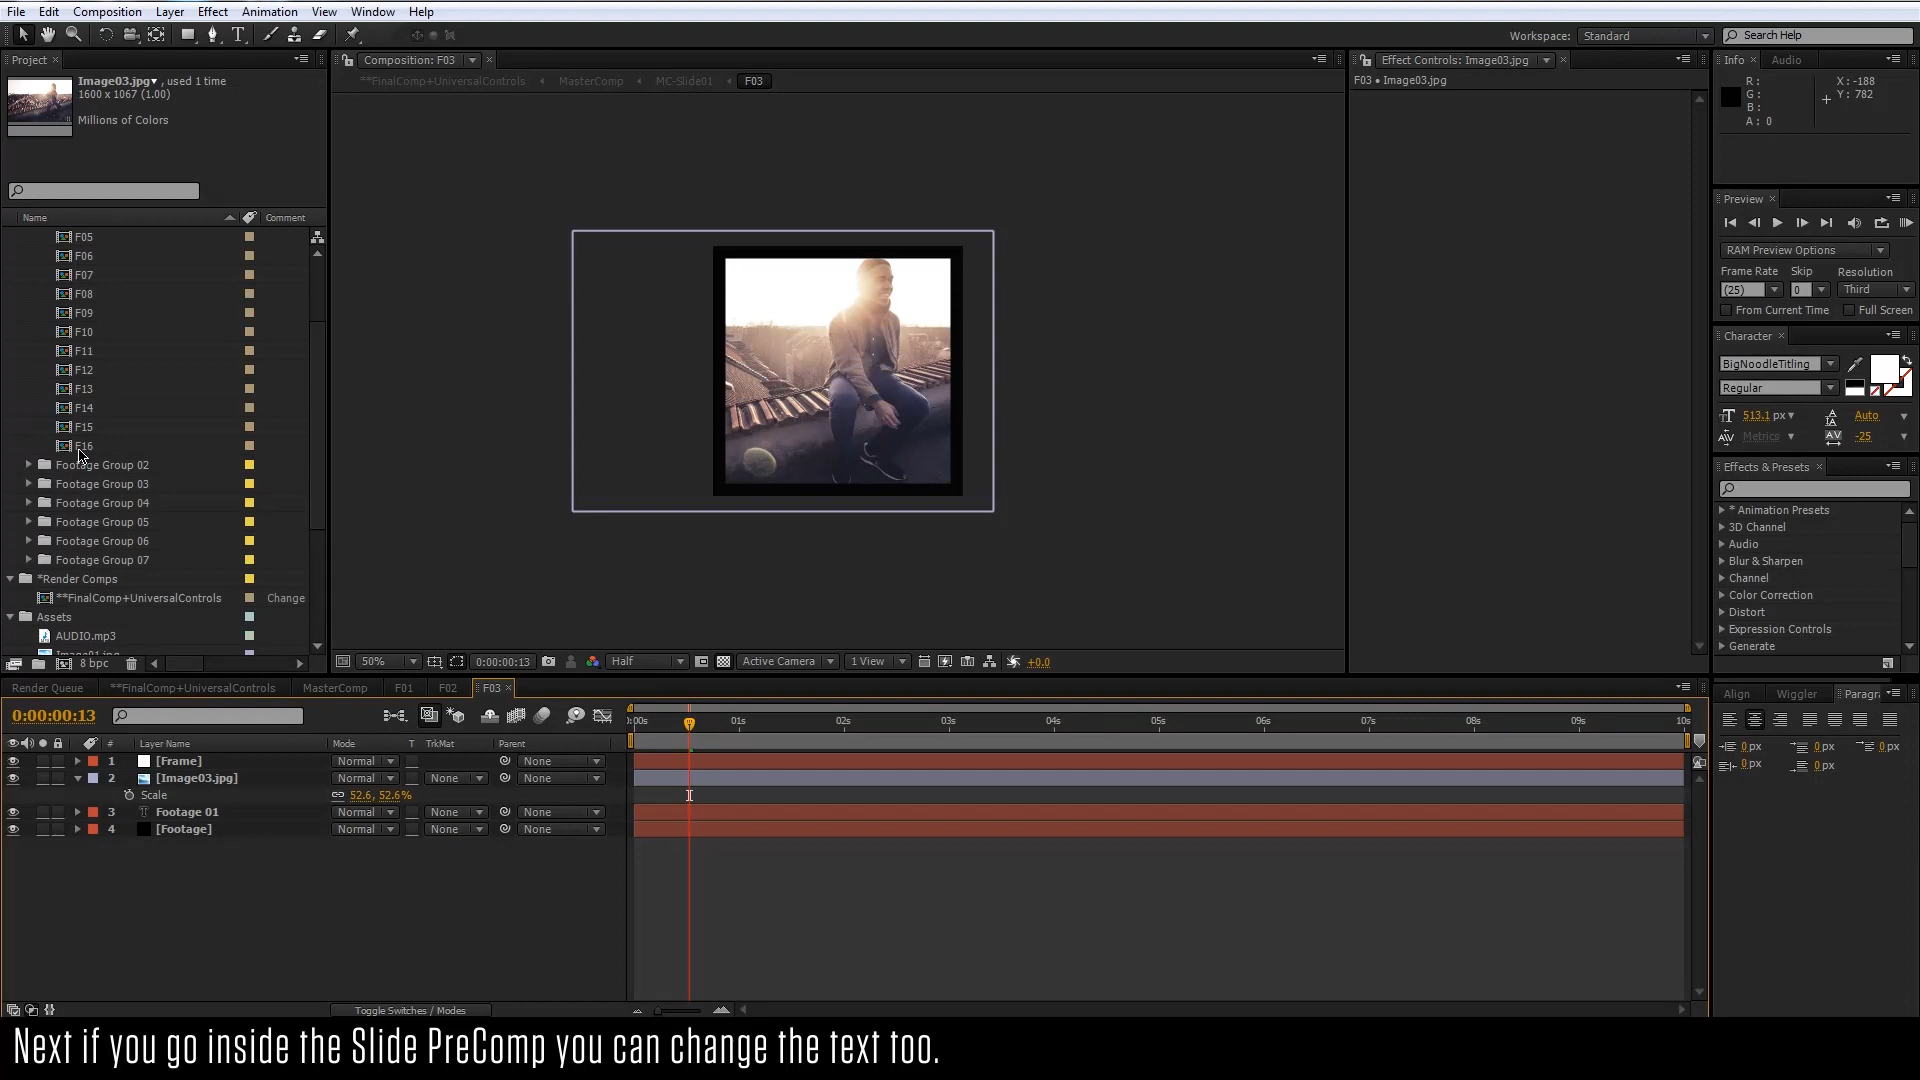 File Edit Composition Layer Effect Animation View Window Help
Workspace: Standard Search Help
Project
Image03.jpg , used 1 time
1600 x 1067 (1.00)
Millions of Colors
Name Comment
F05
F06
F07
F08
F09
F10
F11
F12
F13
F14
F15
F16
Footage Group 02
Footage Group 03
Footage Group 04
Footage Group 05
Footage Group 06
Footage Group 07
*Render Comps
**FinalComp+UniversalControls Change
Assets
AUDIO.mp3
Image01.jpg
8 bpc
Composition: F03
**FinalComp+UniversalControls MasterComp MC-Slide01 F03
50% 0:00:00:13 Half Active Camera 1 View +0.0
Effect Controls: Image03.jpg
F03 • Image03.jpg
Info Audio
R :
G :
B :
A : 0
X : -188
Y : 782
Preview
RAM Preview Options
Frame Rate Skip Resolution
(25) 0 Third
From Current Time Full Screen
Character
BigNoodleTitling
Regular
513.1 px Auto
Metrics -25
Effects & Presets
* Animation Presets
3D Channel
Audio
Blur & Sharpen
Channel
Color Correction
Distort
Expression Controls
Generate
Render Queue **FinalComp+UniversalControls MasterComp F01 F02 F03
0:00:00:13
:00s 01s 02s 03s 04s 05s 06s 07s 08s 09s 10s
# Layer Name Mode T TrkMat Parent
1 [Frame] Normal None
2 [Image03.jpg] Normal None None
Scale 52.6, 52.6%
3 Footage 01 Normal None None
4 [Footage] Normal None None
Toggle Switches / Modes
Align Wiggler Paragr
0 px 0 px 0 px
0 px 0 px
Next if you go inside the Slide PreComp you can change the text too.